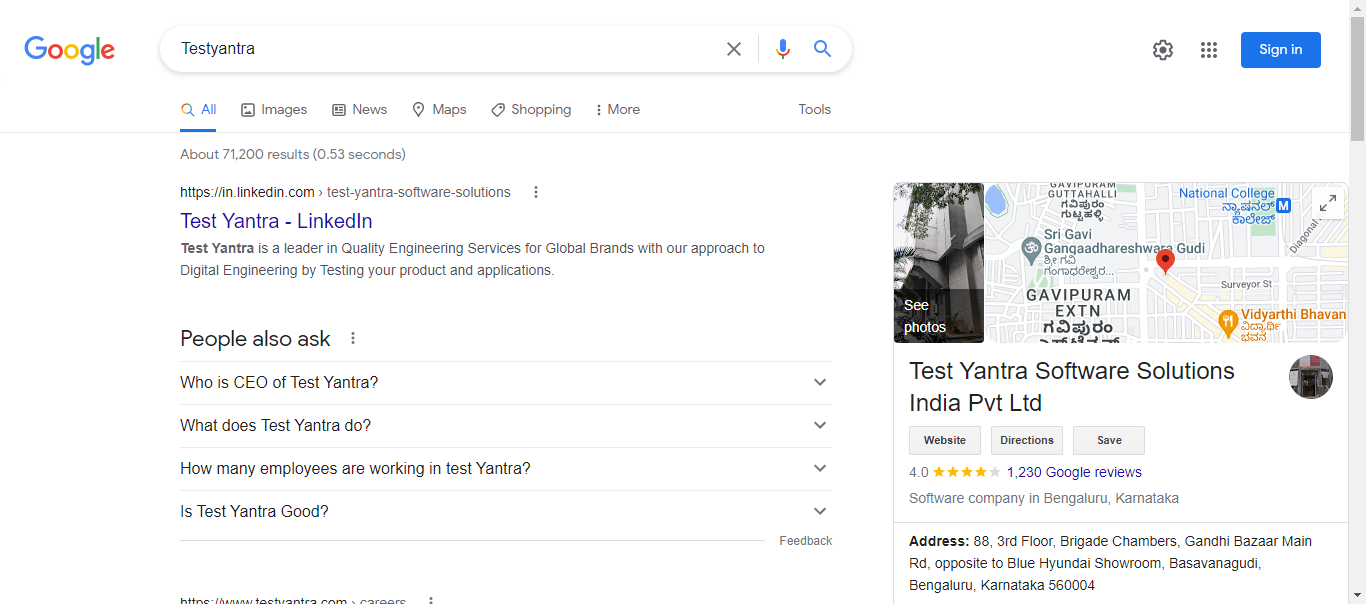 Google
Testyantra
Sign in
All
Images
News
Maps
Shopping
More
Tools
About 71,200 results (0.53 seconds)
https://in.linkedin.com › test-yantra-software-solutions
Test Yantra - LinkedIn
Test Yantra is a leader in Quality Engineering Services for Global Brands with our approach to
Digital Engineering by Testing your product and applications.
People also ask
Who is CEO of Test Yantra?
What does Test Yantra do?
How many employees are working in test Yantra?
Is Test Yantra Good?
Feedback
https://www.testyantra.com › careers
See
photos
GAVIPURAM
GUTTAHALLI
ಗವಿಪುರಂ
ಗುಟ್ಟಹಳ್ಳಿ
National College
ನ್ಯಾಷನಲ್
ಕಾಲೇಜ್
M
Sri Gavi
Gangaadhareshwara Gudi
ಶ್ರೀ ಗವಿ
ಗಂಗಾಧರೇಶ್ವರ...
Diagonal
Surveyor St
GAVIPURAM
EXTN
ಗವಿಪುರಂ
Vidyarthi Bhavan
ವಿದ್ಯಾರ್ಥಿ
ಭವನ
Test Yantra Software Solutions
India Pvt Ltd
Website
Directions
Save
4.0
1,230 Google reviews
Software company in Bengaluru, Karnataka
Address: 88, 3rd Floor, Brigade Chambers, Gandhi Bazaar Main
Rd, opposite to Blue Hyundai Showroom, Basavanagudi,
Bengaluru, Karnataka 560004